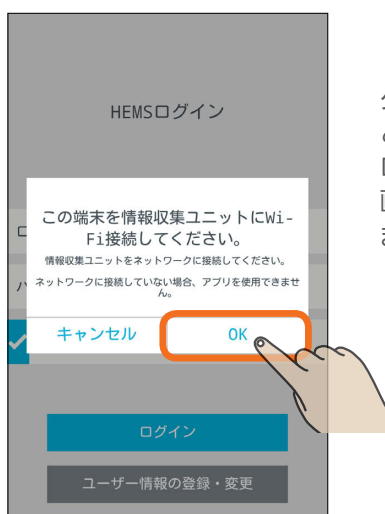 HEMSログイン
この端末を情報収集ユニットにWi-
Fi接続してください。
情報収集ユニットをネットワークに接続してください。
ネットワークに接続していない場合、アプリを使用できませ
ん。
キャンセル
OK
ログイン
ユーザー情報の登録・変更